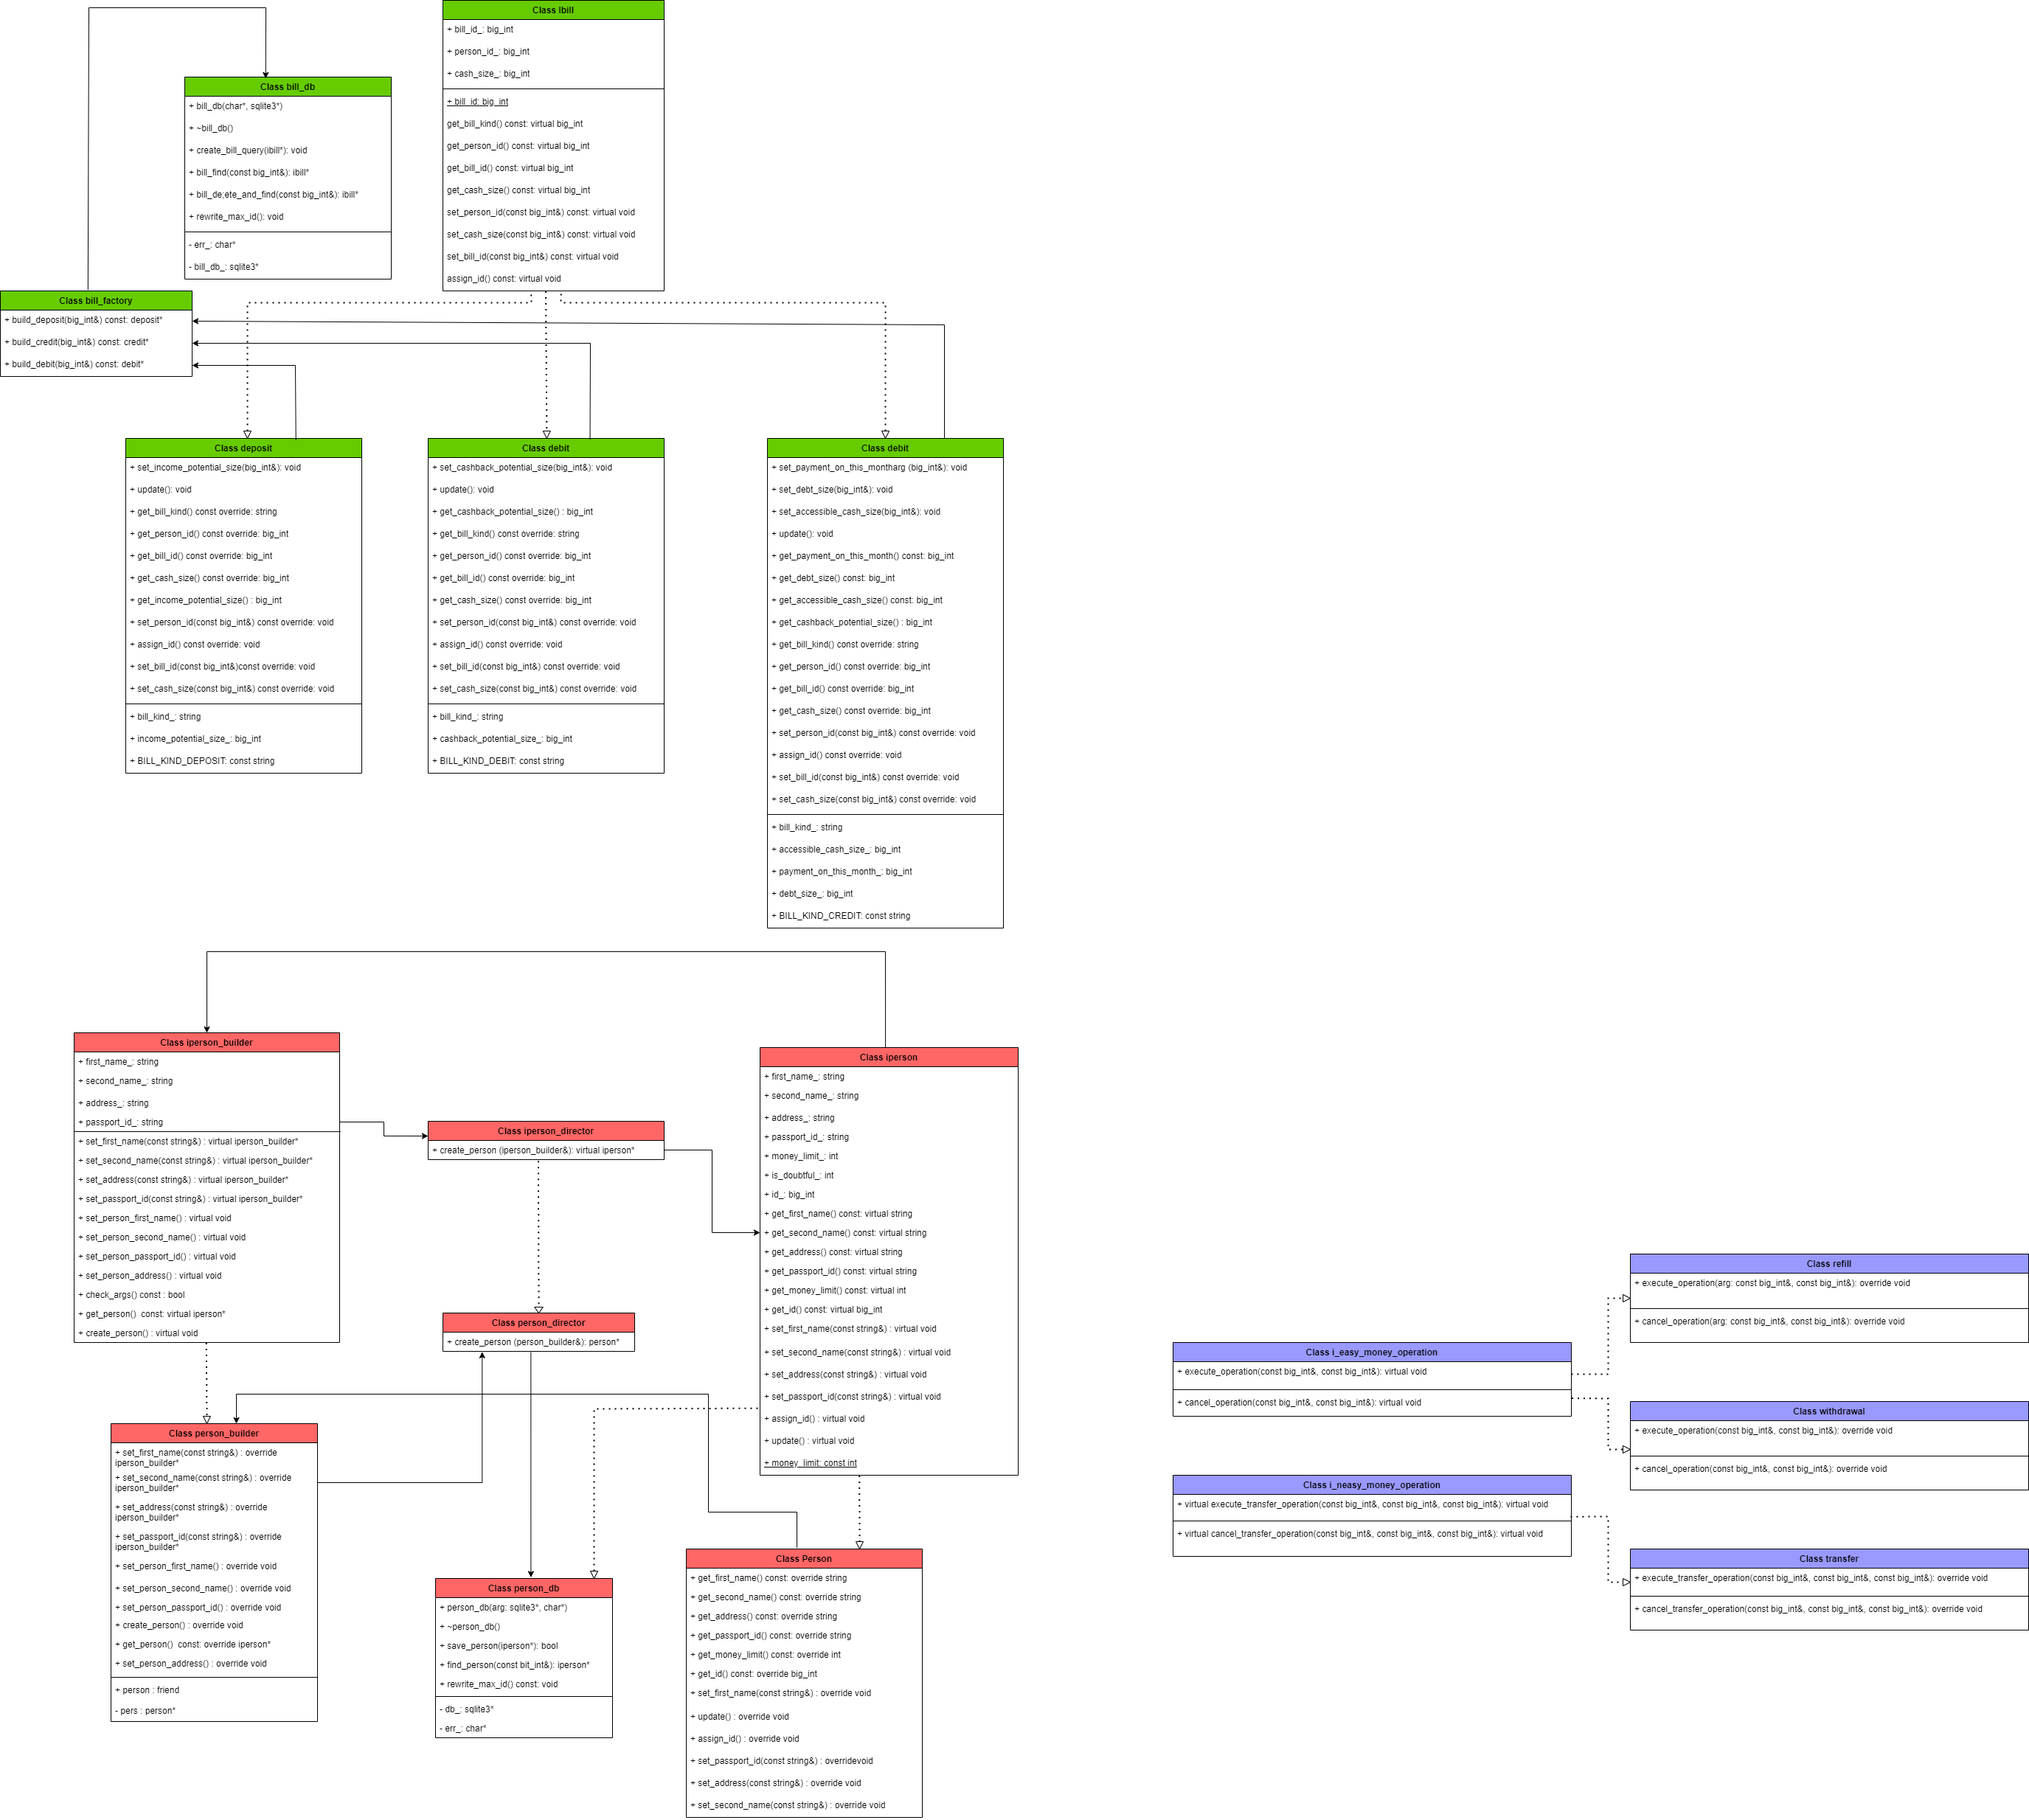 Class Ibill
+ bill_id_: big_int
+ person_id_: big_int
+ cash_size_: big_int
+ bill_id: big_int
get_bill_kind() const: virtual big_int
get_person_id() const: virtual big_int
get_bill_id() const: virtual big_int
get_cash_size() const: virtual big_int
set_person_id(const big_int&) const: virtual void
set_cash_size(const big_int&) const: virtual void
set_bill_id(const big_int&) const: virtual void
assign_id() const: virtual void
Class bill_db
+ bill_db(char*, sqlite3*)
+ ~bill_db()
+ create_bill_query(ibill*): void
+ bill_find(const big_int&): ibill*
+ bill_de;ete_and_find(const big_int&): ibill*
+ rewrite_max_id(): void
- err_: char*
- bill_db_: sqlite3*
Class bill_factory
+ build_deposit(big_int&) const: deposit*
+ build_credit(big_int&) const: credit*
+ build_debit(big_int&) const: debit*
Class deposit
+ set_income_potential_size(big_int&): void
+ update(): void
+ get_bill_kind() const override: string
+ get_person_id() const override: big_int
+ get_bill_id() const override: big_int
+ get_cash_size() const override: big_int
+ get_income_potential_size() : big_int
+ set_person_id(const big_int&) const override: void
+ assign_id() const override: void
+ set_bill_id(const big_int&)const override: void
+ set_cash_size(const big_int&) const override: void
+ bill_kind_: string
+ income_potential_size_: big_int
+ BILL_KIND_DEPOSIT: const string
Class debit
+ set_cashback_potential_size(big_int&): void
+ update(): void
+ get_cashback_potential_size() : big_int
+ get_bill_kind() const override: string
+ get_person_id() const override: big_int
+ get_bill_id() const override: big_int
+ get_cash_size() const override: big_int
+ set_person_id(const big_int&) const override: void
+ assign_id() const override: void
+ set_bill_id(const big_int&) const override: void
+ set_cash_size(const big_int&) const override: void
+ bill_kind_: string
+ cashback_potential_size_: big_int
+ BILL_KIND_DEBIT: const string
Class debit
+ set_payment_on_this_montharg (big_int&): void
+ set_debt_size(big_int&): void
+ set_accessible_cash_size(big_int&): void
+ update(): void
+ get_payment_on_this_month() const: big_int
+ get_debt_size() const: big_int
+ get_accessible_cash_size() const: big_int
+ get_cashback_potential_size() : big_int
+ get_bill_kind() const override: string
+ get_person_id() const override: big_int
+ get_bill_id() const override: big_int
+ get_cash_size() const override: big_int
+ set_person_id(const big_int&) const override: void
+ assign_id() const override: void
+ set_bill_id(const big_int&) const override: void
+ set_cash_size(const big_int&) const override: void
+ bill_kind_: string
+ accessible_cash_size_: big_int
+ payment_on_this_month_: big_int
+ debt_size_: big_int
+ BILL_KIND_CREDIT: const string
Class iperson_builder
+ first_name_: string
+ second_name_: string
+ address_: string
+ passport_id_: string
+ set_first_name(const string&) : virtual iperson_builder*
+ set_second_name(const string&) : virtual iperson_builder*
+ set_address(const string&) : virtual iperson_builder*
+ set_passport_id(const string&) : virtual iperson_builder*
+ set_person_first_name() : virtual void
+ set_person_second_name() : virtual void
+ set_person_passport_id() : virtual void
+ set_person_address() : virtual void
+ check_args() const : bool
+ get_person() const: virtual iperson*
+ create_person() : virtual void
Class iperson_director
+ create_person (iperson_builder&): virtual iperson*
Class iperson
+ first_name_: string
+ second_name_: string
+ address_: string
+ passport_id_: string
+ money_limit_: int
+ is_doubtful_: int
+ id_: big_int
+ get_first_name() const: virtual string
+ get_second_name() const: virtual string
+ get_address() const: virtual string
+ get_passport_id() const: virtual string
+ get_money_limit() const: virtual int
+ get_id() const: virtual big_int
+ set_first_name(const string&) : virtual void
+ set_second_name(const string&) : virtual void
+ set_address(const string&) : virtual void
+ set_passport_id(const string&) : virtual void
+ assign_id() : virtual void
+ update() : virtual void
+ money_limit: const int
Class person_director
+ create_person (person_builder&): person*
Class person_builder
+ set_first_name(const string&) : override
iperson_builder*
+ set_second_name(const string&) : override
iperson_builder*
+ set_address(const string&) : override
iperson_builder*
+ set_passport_id(const string&) : override
iperson_builder*
+ set_person_first_name() : override void
+ set_person_second_name() : override void
+ set_person_passport_id() : override void
+ create_person() : override void
+ get_person() const: override iperson*
+ set_person_address() : override void
+ person : friend
- pers : person*
Class person_db
+ person_db(arg: sqlite3*, char*)
+ ~person_db()
+ save_person(iperson*): bool
+ find_person(const bit_int&): iperson*
+ rewrite_max_id() const: void
- db_: sqlite3*
- err_: char*
Class Person
+ get_first_name() const: override string
+ get_second_name() const: override string
+ get_address() const: override string
+ get_passport_id() const: override string
+ get_money_limit() const: override int
+ get_id() const: override big_int
+ set_first_name(const string&) : override void
+ update() : override void
+ assign_id() : override void
+ set_passport_id(const string&) : overridevoid
+ set_address(const string&) : override void
+ set_second_name(const string&) : override void
Class refill
+ execute_operation(arg: const big_int&, const big_int&): override void
+ cancel_operation(arg: const big_int&, const big_int&): override void
Class i_easy_money_operation
+ execute_operation(const big_int&, const big_int&): virtual void
+ cancel_operation(const big_int&, const big_int&): virtual void
Class withdrawal
+ execute_operation(const big_int&, const big_int&): override void
+ cancel_operation(const big_int&, const big_int&): override void
Class i_neasy_money_operation
+ virtual execute_transfer_operation(const big_int&, const big_int&, const big_int&): virtual void
+ virtual cancel_transfer_operation(const big_int&, const big_int&, const big_int&): virtual void
Class transfer
+ execute_transfer_operation(const big_int&, const big_int&, const big_int&): override void
+ cancel_transfer_operation(const big_int&, const big_int&, const big_int&): override void